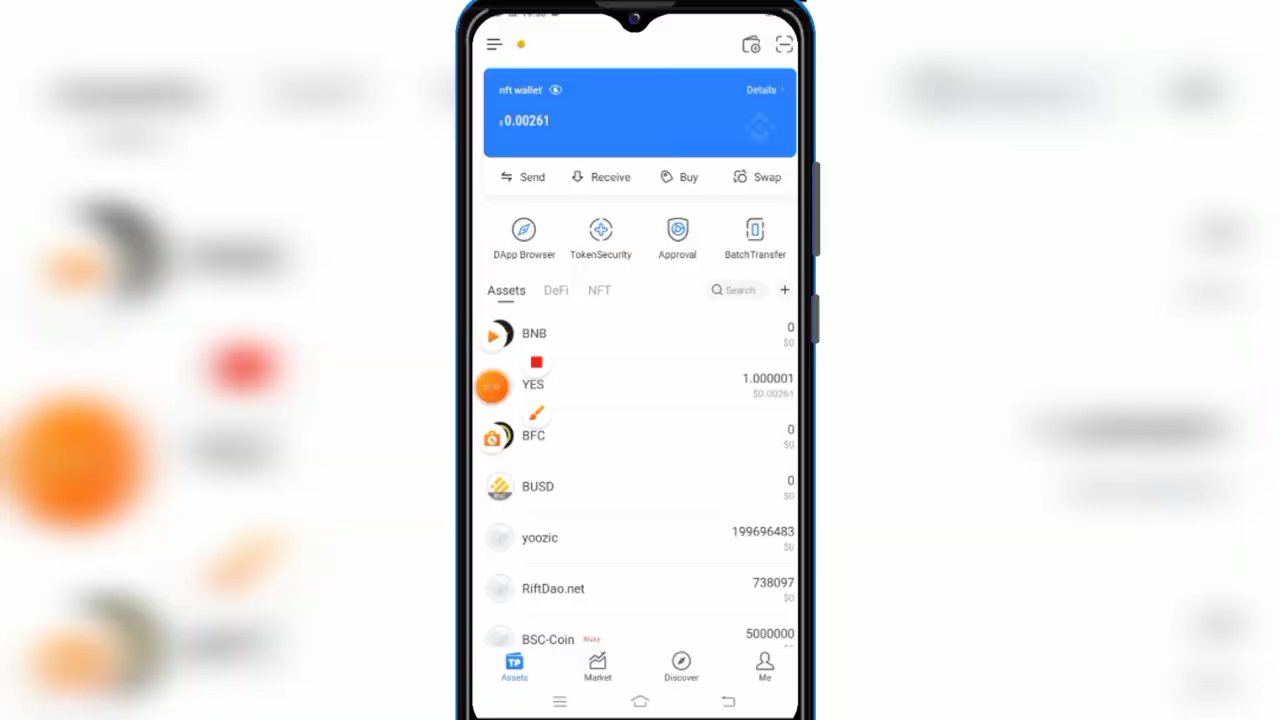 nft wallet
Details
0.00261
Send
Receive
Buy
Swap
DApp Browser
TokenSecurity
Approval
BatchTransfer
Assets
DeFi
NFT
Search
+
BNB
0
$0
YES
1.000001
$0.00261
BFC
0
$0
BUSD
0
$0
yoozic
199696483
$0
RiftDao.net
738097
$0
BSC-Coin
Risky
5000000
TP
Assets
Market
Discover
Me